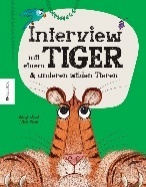 Interview
mit
einem
TIGER
& anderen wilden Tieren